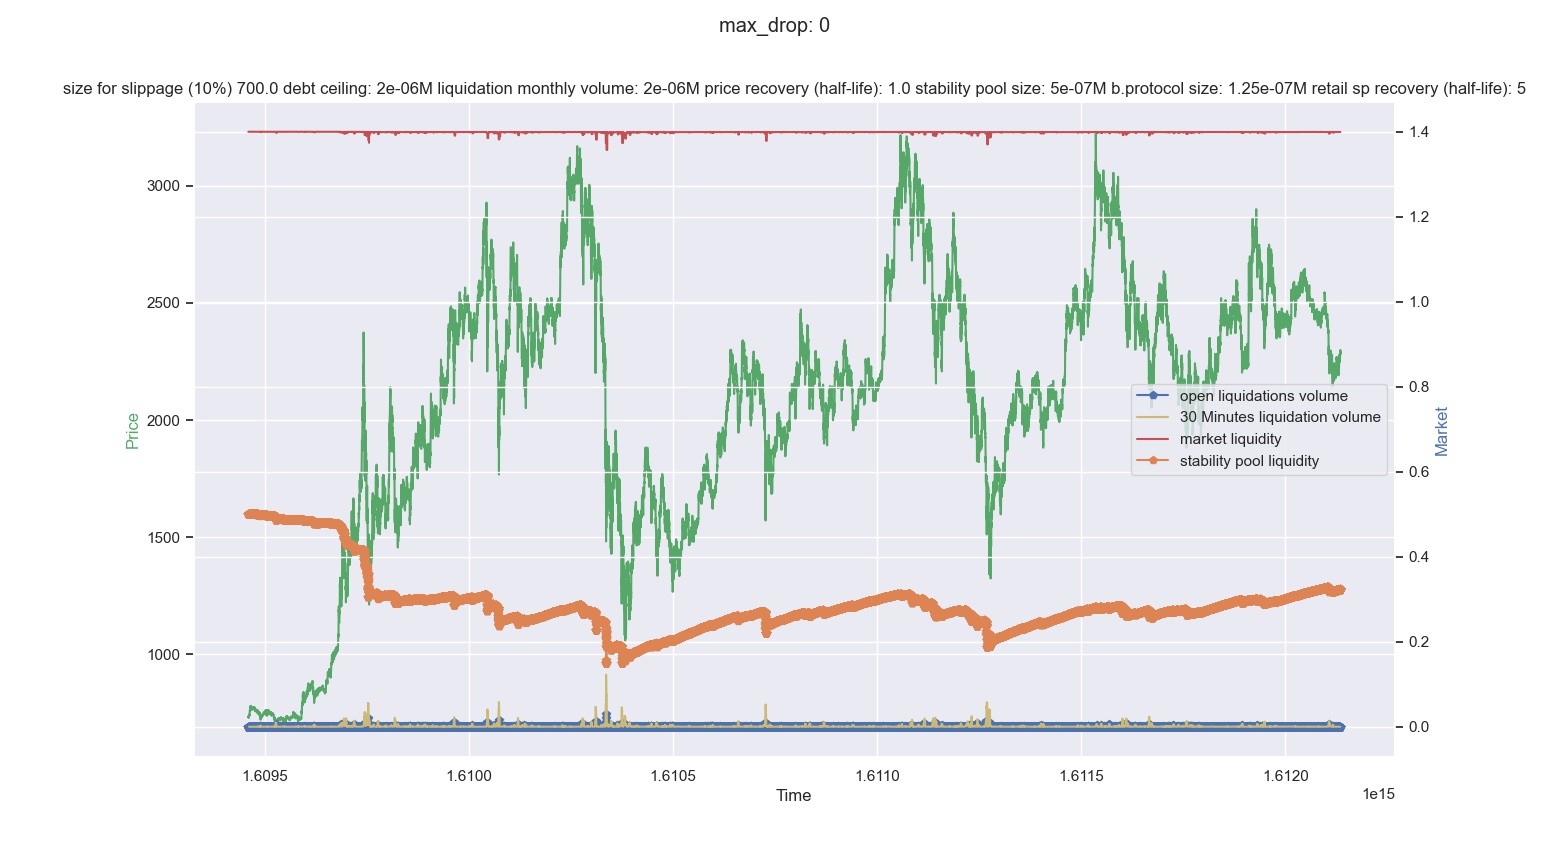 max_drop: 0
size for slippage (10%) 700.0 debt ceiling: 2e-06M liquidation monthly volume: 2e-06M price recovery (half-life): 1.0 stability pool size: 5e-07M b.protocol size: 1.25e-07M retail sp recovery (half-life): 5
1.4
3000
1.2
2500
1.0
0.8
open liquidations volume
30 Minutes liquidation volume
market liquidity
stability pool liquidity
Price
2000
Market
0.6
1500
0.4
1000
0.2
0.0
1.6095 1.6100 1.6105 1.6110 1.6115 1.6120
Time
1e15